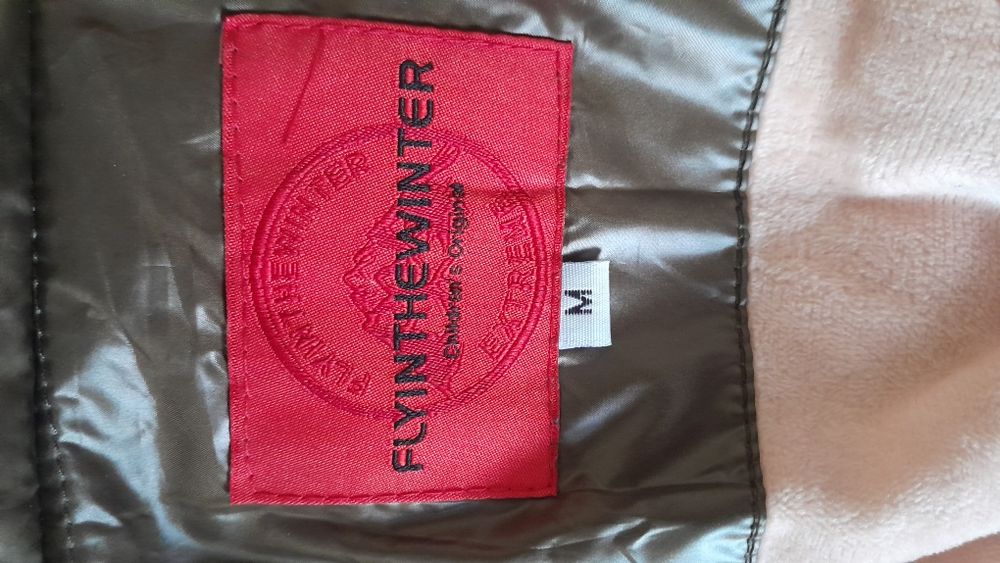 FLYINTHEWINTER
Children's Original
FLYINTHEWINTER
EXTREME
M